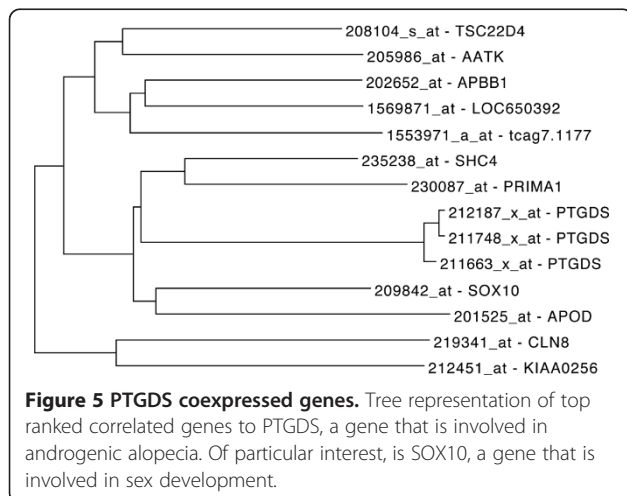 208104_s_at - TSC22D4
205986_at - AATK
202652_at - APBB1
1569871_at - LOC650392
1553971_a_at - tcag7.1177
235238_at - SHC4
230087_at - PRIMA1
212187_x_at - PTGDS
211748_x_at - PTGDS
211663_x_at - PTGDS
209842_at - SOX10
201525_at - APOD
219341_at - CLN8
212451_at - KIAA0256
Figure 5 PTGDS coexpressed genes. Tree representation of top
ranked correlated genes to PTGDS, a gene that is involved in
androgenic alopecia. Of particular interest, is SOX10, a gene that is
involved in sex development.